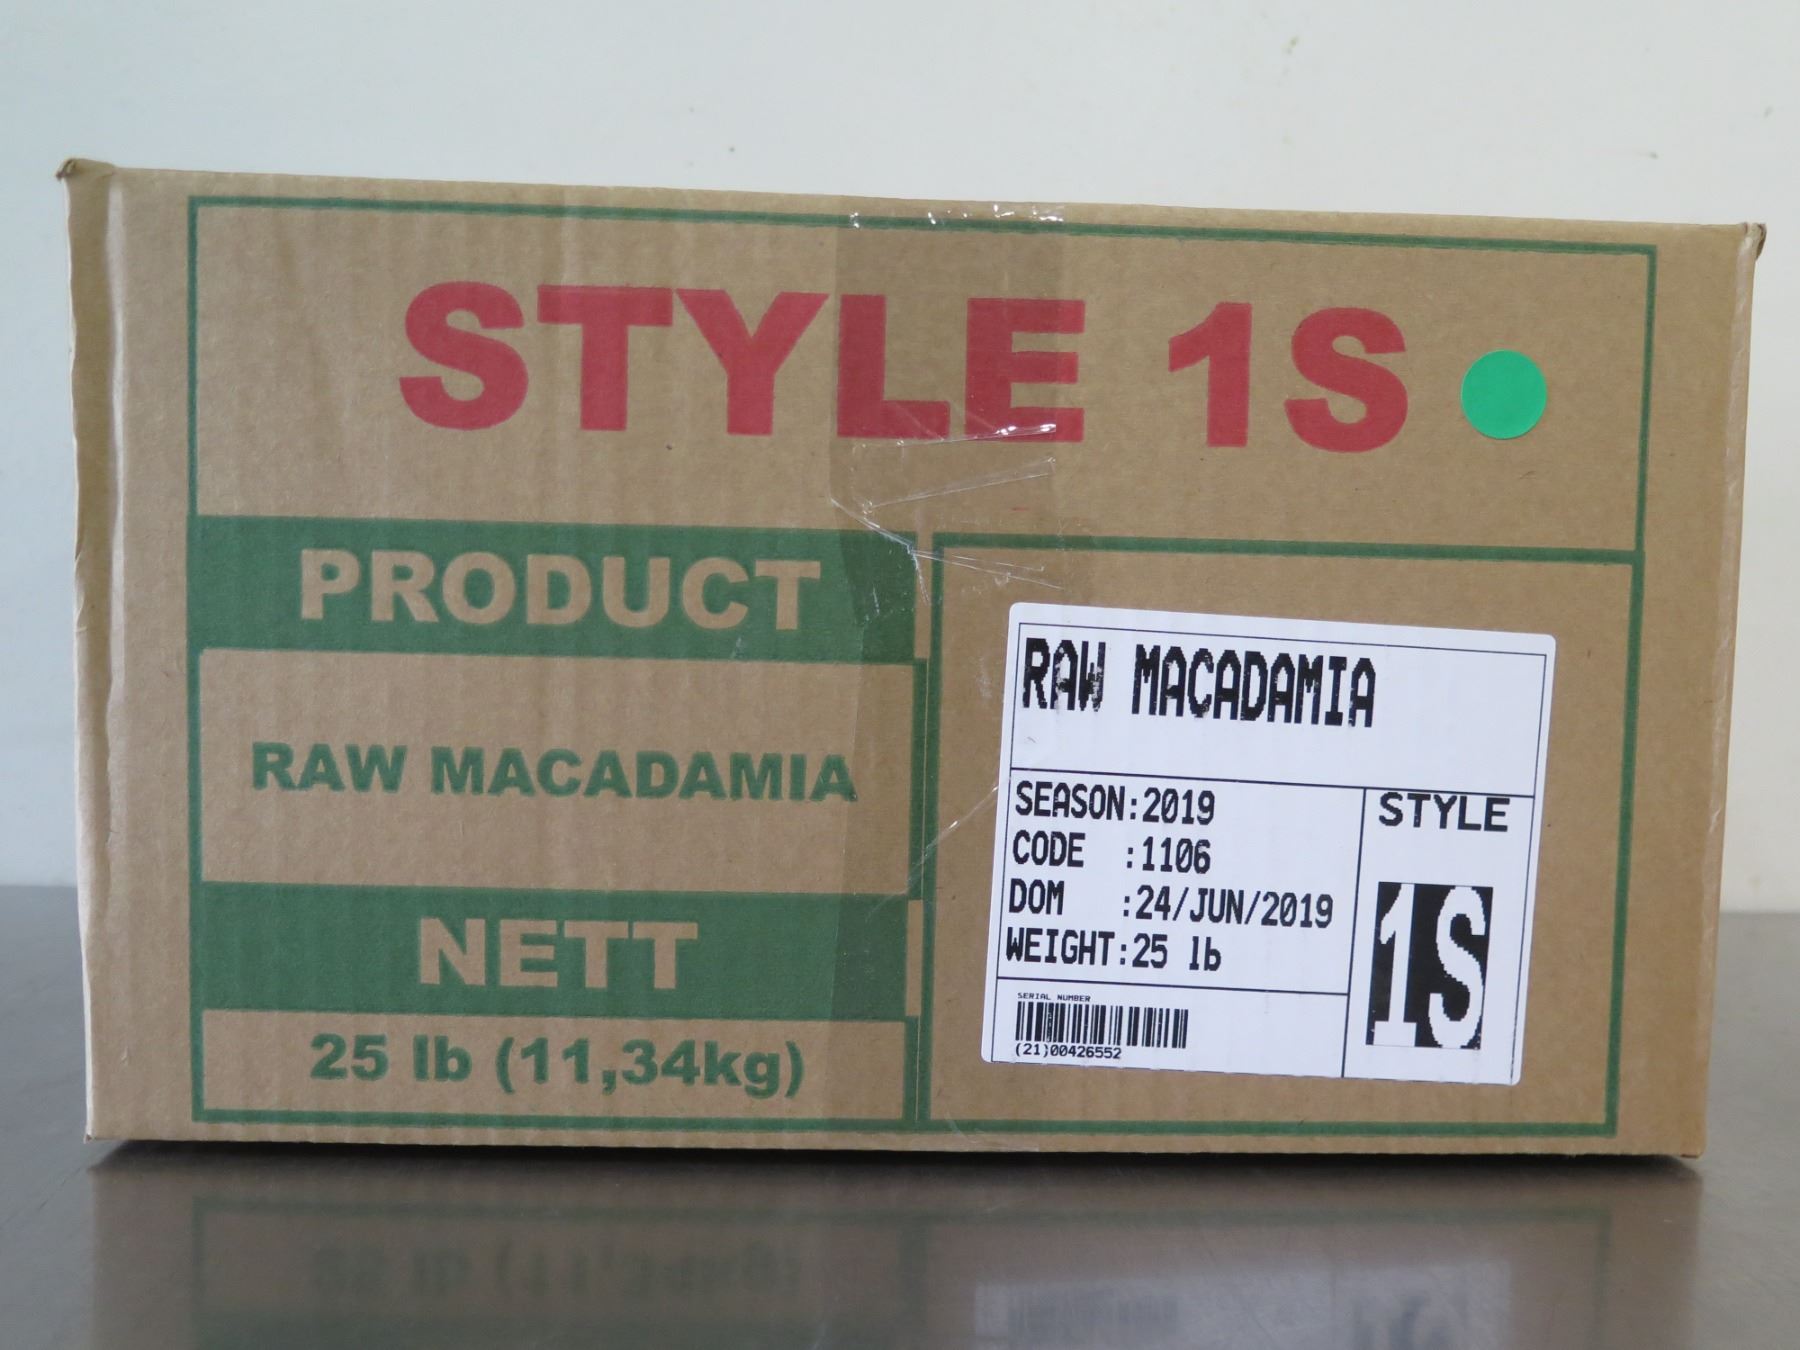 STYLE 1S
PRODUCT
RAW MACADAMIA
NETT
25 lb (11,34kg)
RAW MACADAMIA
SEASON:2019
CODE :1106
DOM :24/JUN/2019
WEIGHT:25 lb
STYLE
1S
SERIAL NUMBER
(21)00426552